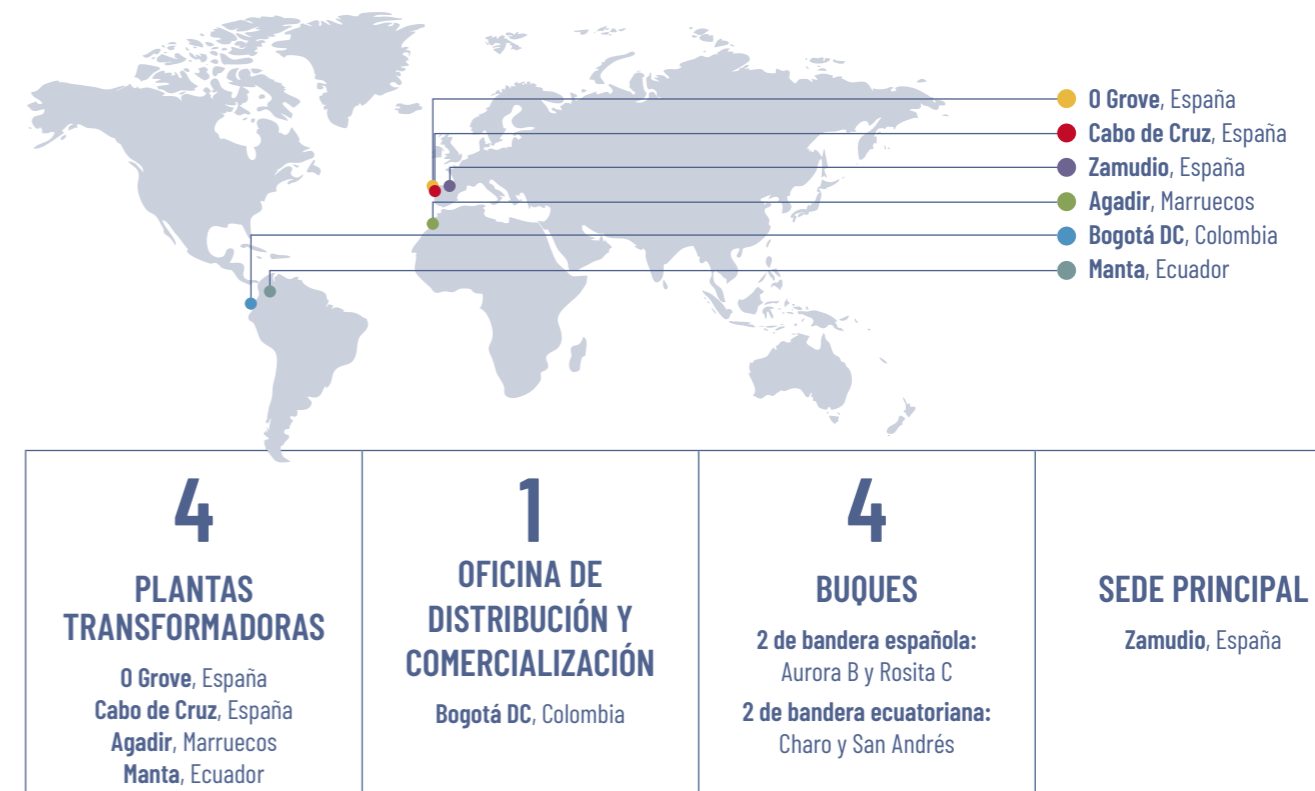 O Grove, España
Cabo de Cruz, España
Zamudio, España
Agadir, Marruecos
Bogotá DC, Colombia
Manta, Ecuador
4
PLANTAS
TRANSFORMADORAS
O Grove, España
Cabo de Cruz, España
Agadir, Marruecos
Manta, Ecuador
1
OFICINA DE
DISTRIBUCIÓN Y
COMERCIALIZACIÓN
Bogotá DC, Colombia
4
BUQUES
2 de bandera española:
Aurora B y Rosita C
2 de bandera ecuatoriana:
Charo y San Andrés
SEDE PRINCIPAL
Zamudio, España